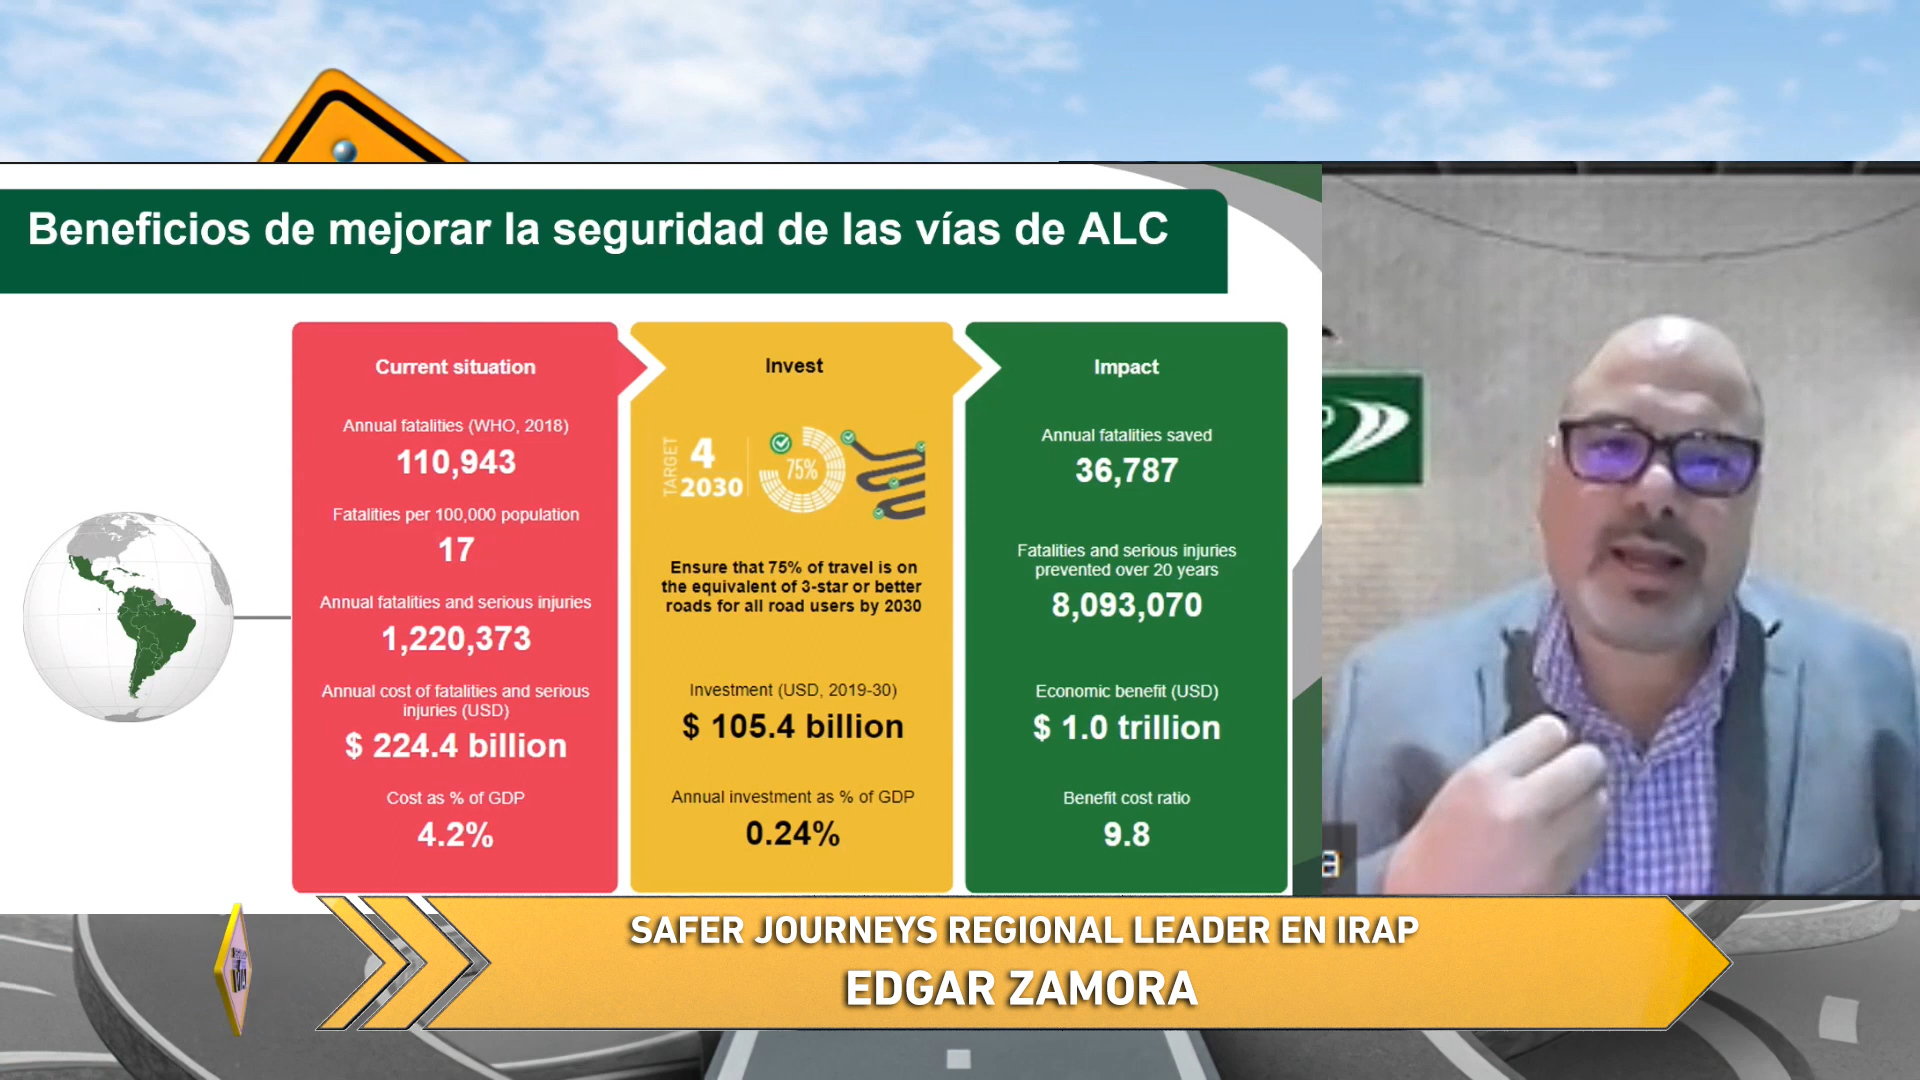 Beneficios de mejorar la seguridad de las vías de ALC
Current situation
Annual fatalities (WHO, 2018)
110,943
Fatalities per 100,000 population
17
Annual fatalities and serious injuries
1,220,373
Annual cost of fatalities and serious
injuries (USD)
$ 224.4 billion
Cost as % of GDP
4.2%
Invest
TARGET
4
2030
75%
Ensure that 75% of travel is on
the equivalent of 3-star or better
roads for all road users by 2030
Investment (USD, 2019-30)
$ 105.4 billion
Annual investment as % of GDP
0.24%
Impact
Annual fatalities saved
36,787
Fatalities and serious injuries
prevented over 20 years
8,093,070
Economic benefit (USD)
$ 1.0 trillion
Benefit cost ratio
9.8
SAFER JOURNEYS REGIONAL LEADER EN IRAP
EDGAR ZAMORA